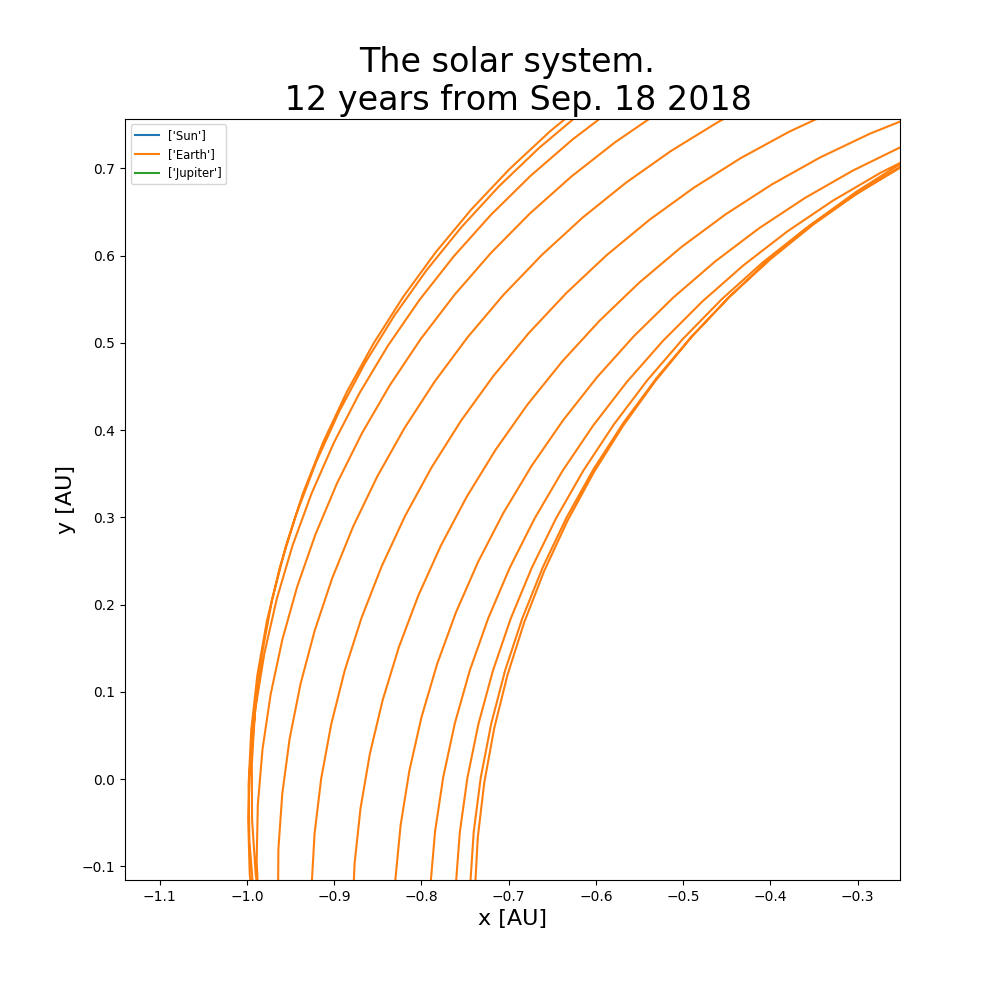 The solar system.
12 years from Sep. 18 2018
['Sun']
['Earth']
['Jupiter']
0.7
0.6
0.5
0.4
0.3
0.2
0.1
0.0
−0.1
y [AU]
−1.1 −1.0 −0.9 −0.8 −0.7 −0.6 −0.5 −0.4 −0.3
x [AU]